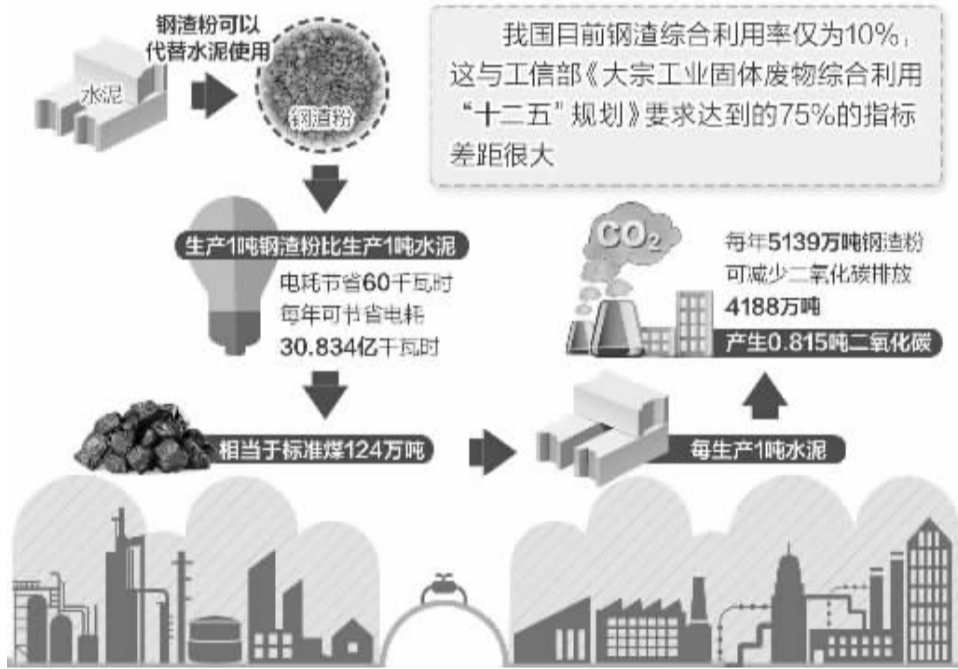 钢渣粉可以
代替水泥使用
水泥
钢渣粉
我国目前钢渣综合利用率仅为10%，
这与工信部《大宗工业固体废物综合利用
“十二五”规划》要求达到的75%的指标
差距很大
生产1吨钢渣粉比生产1吨水泥
电耗节省60千瓦时
每年可节省电耗
30.834亿千瓦时
相当于标准煤124万吨
每生产1吨水泥
CO2
每年5139万吨钢渣粉
可减少二氧化碳排放
4188万吨
产生0.815吨二氧化碳